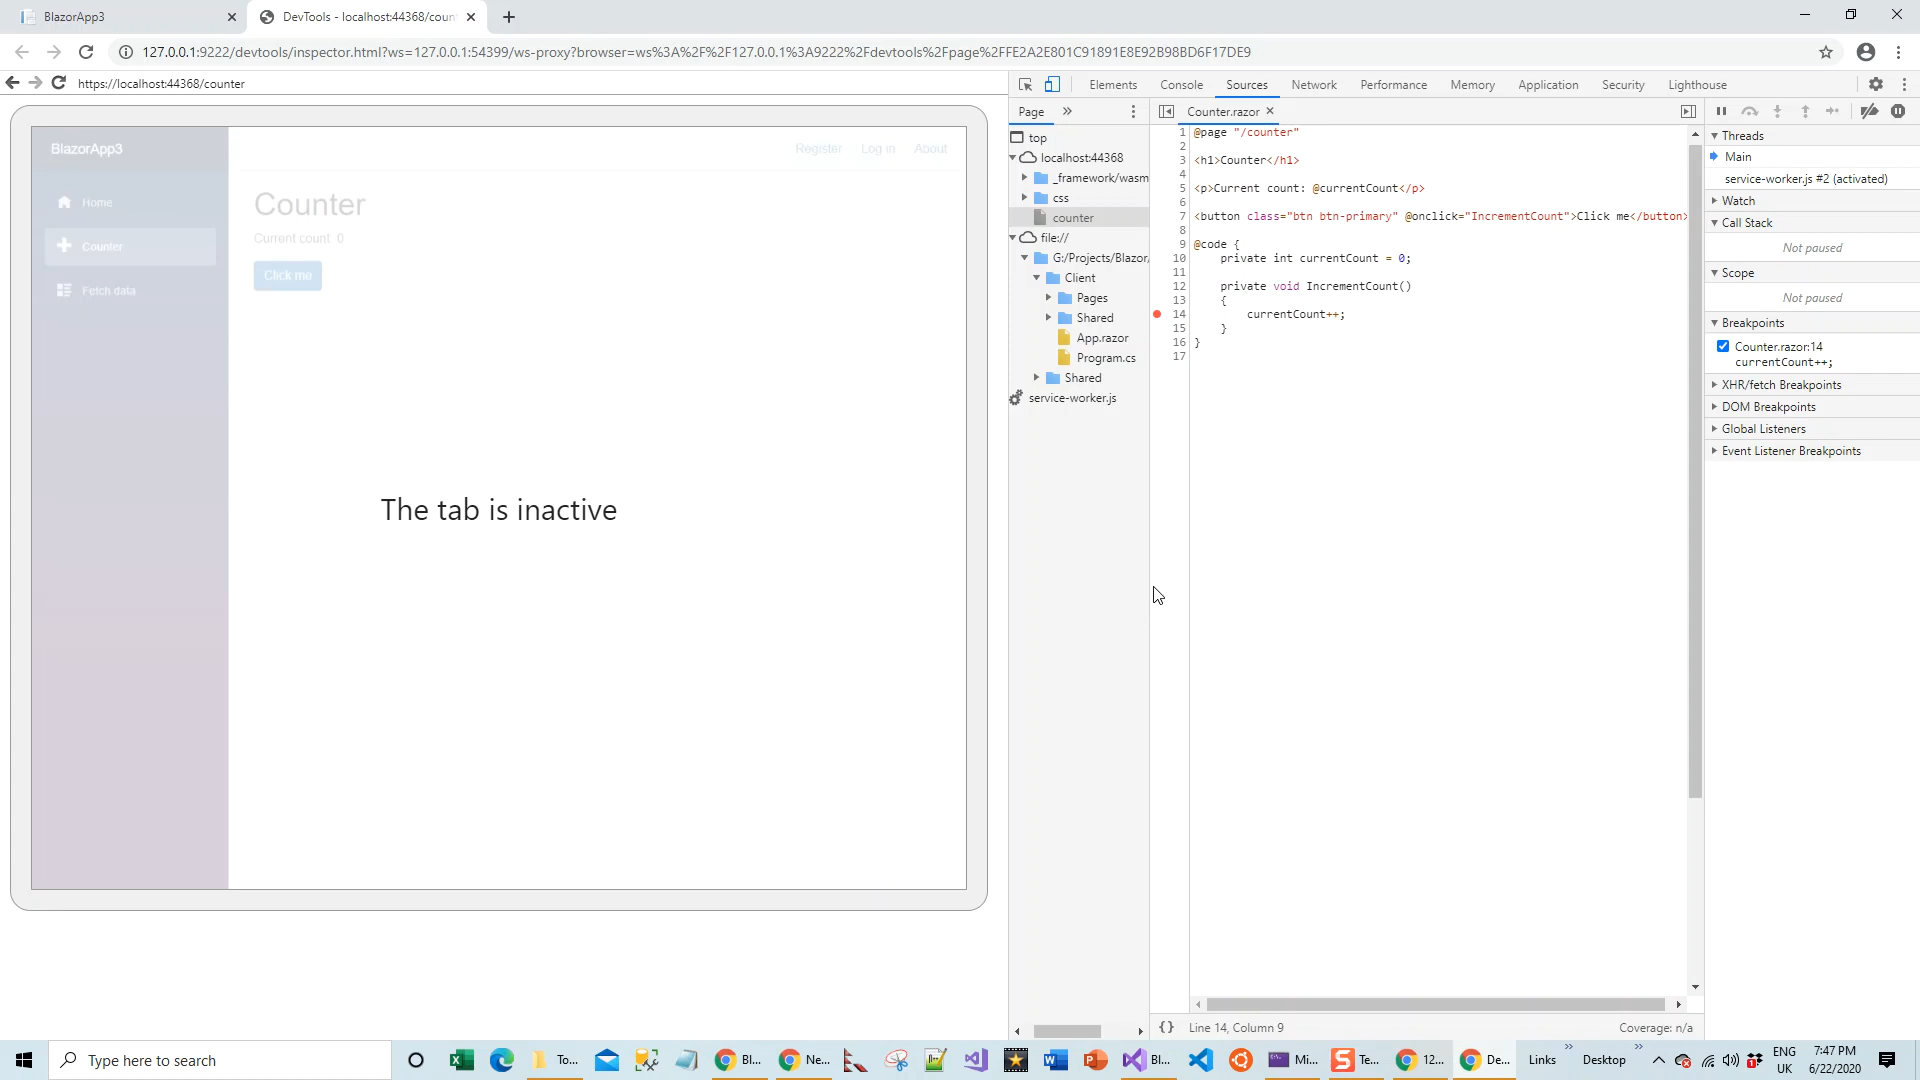 BlazorApp3
DevTools - localhost:44368/coun
127.0.0.1:9222/devtools/inspector.html?ws=127.0.0.1:54399/ws-proxy?browser=ws%3A%2F%2F127.0.0.1%3A9222%2Fdevtools%2Fpage%2FFE2A2E801C91891E8E92B98BD6F17DE9
https://localhost:44368/counter
BlazorApp3
Register Log in About
Home
Counter
Fetch data
Counter
Current count 0
Click me
The tab is inactive
Elements Console Sources Network Performance Memory Application Security Lighthouse
Page
top
localhost:44368
_framework/wasm
css
counter
file://
G:/Projects/Blazor/
Client
Pages
Shared
App.razor
Program.cs
Shared
service-worker.js
Counter.razor
1 @page "/counter"
2
3 <h1>Counter</h1>
4
5 <p>Current count: @currentCount</p>
6
7 <button class="btn btn-primary" @onclick="IncrementCount">Click me</button>
8
9 @code {
10 private int currentCount = 0;
11
12 private void IncrementCount()
13 {
14 currentCount++;
15 }
16 }
17
{} Line 14, Column 9
Coverage: n/a
Threads
Main
service-worker.js #2 (activated)
Watch
Call Stack
Not paused
Scope
Not paused
Breakpoints
Counter.razor:14
currentCount++;
XHR/fetch Breakpoints
DOM Breakpoints
Global Listeners
Event Listener Breakpoints
Type here to search
To...
Bl...
Ne...
Bl...
Mi...
Te...
12...
De...
Links
Desktop
ENG
UK
7:47 PM
6/22/2020